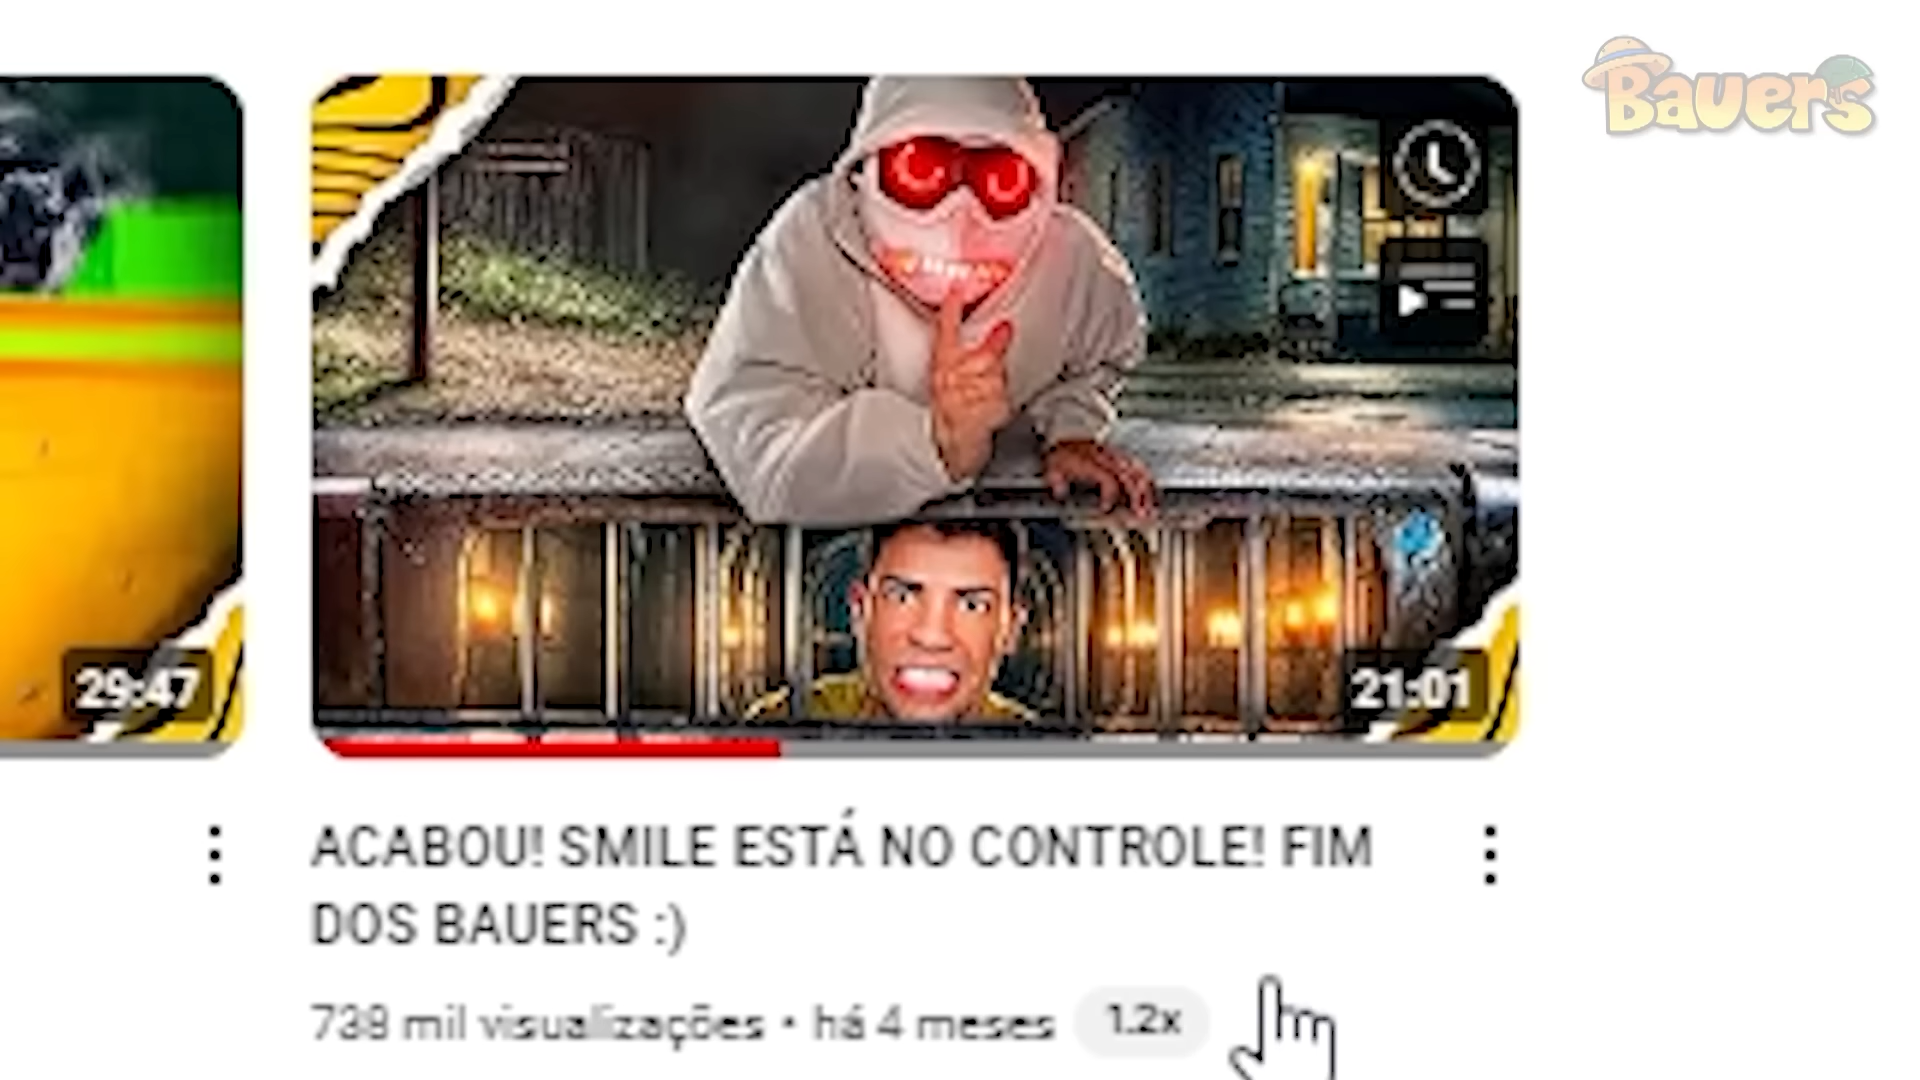 Bauers
29:47
21:01
ACABOU! SMILE ESTÁ NO CONTROLE! FIM
DOS BAUERS :)
738 mil visualizações • há 4 meses 1.2x